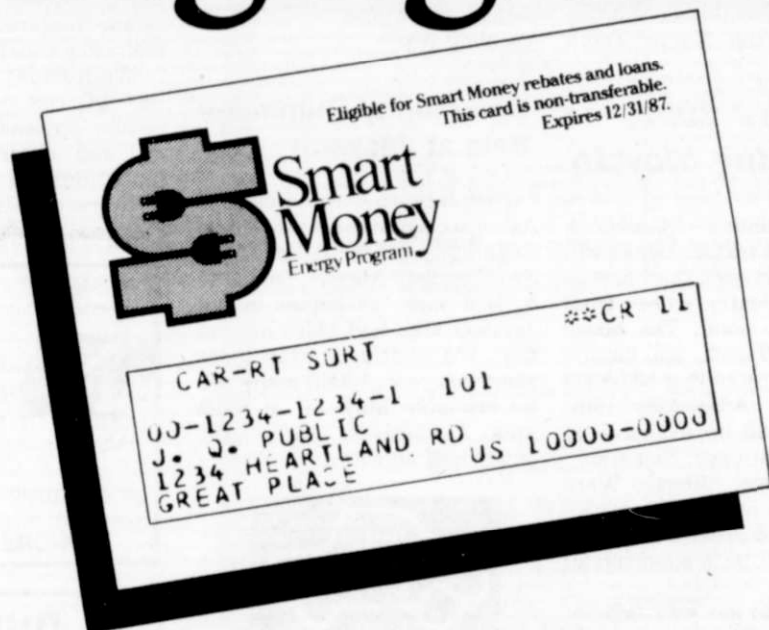 Eligible for Smart Money rebates and loans.
This card is non-transferable.
Expires 12/31/87.
Smart
Money
Energy Program
CAR-RT SORT **CR 11
00-1234-1234-1 101
J. Q. PUBLIC
1234 HEARTLAND RD
GREAT PLACE US 10000-0000